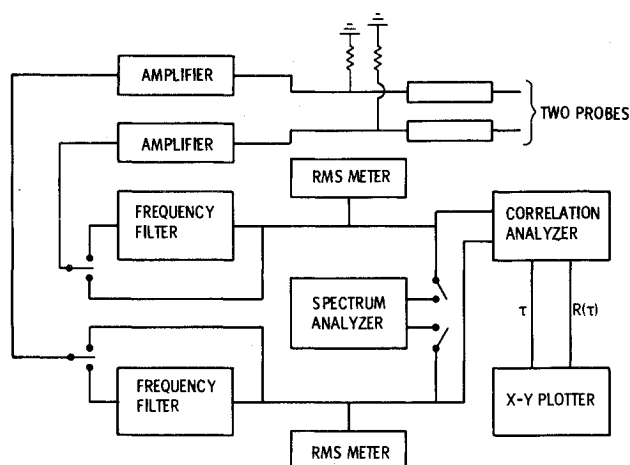 AMPLIFIER
TWO PROBES
AMPLIFIER
RMS METER
FREQUENCY
FILTER
CORRELATION
ANALYZER
SPECTRUM
ANALYZER
τ
R(τ)
FREQUENCY
FILTER
X-Y PLOTTER
RMS METER